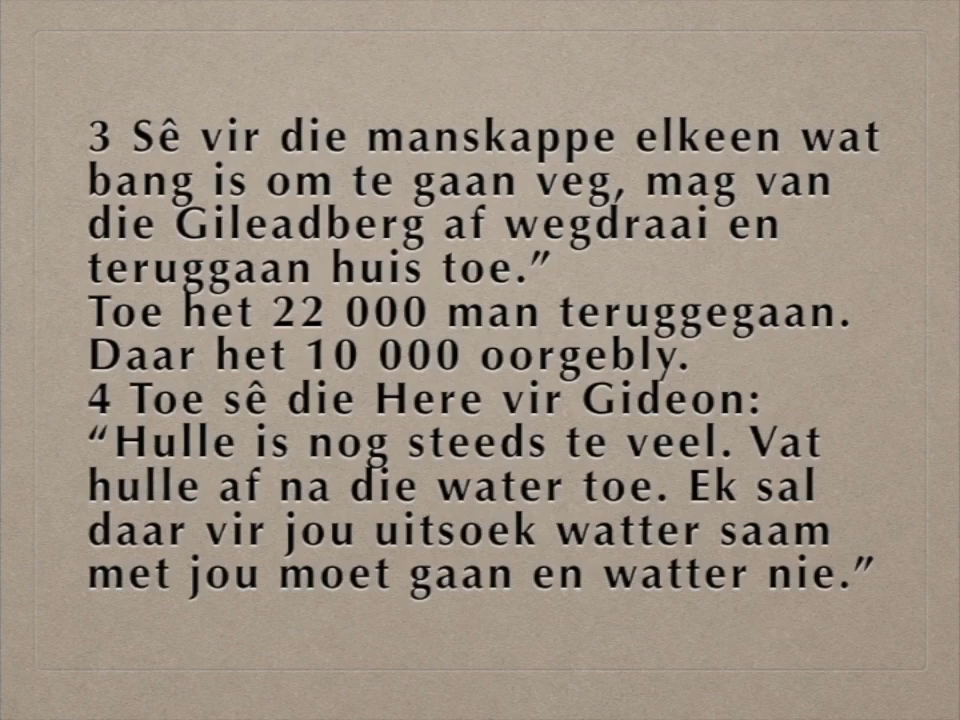 3 Sê vir die manskappe elkeen wat
bang is om te gaan veg, mag van
die Gileadberg af wegdraai en
teruggaan huis toe.”
Toe het 22 000 man teruggegaan.
Daar het 10 000 oorgebly.
4 Toe sê die Here vir Gideon:
“Hulle is nog steeds te veel. Vat
hulle af na die water toe. Ek sal
daar vir jou uitsoek watter saam
met jou moet gaan en watter nie.”